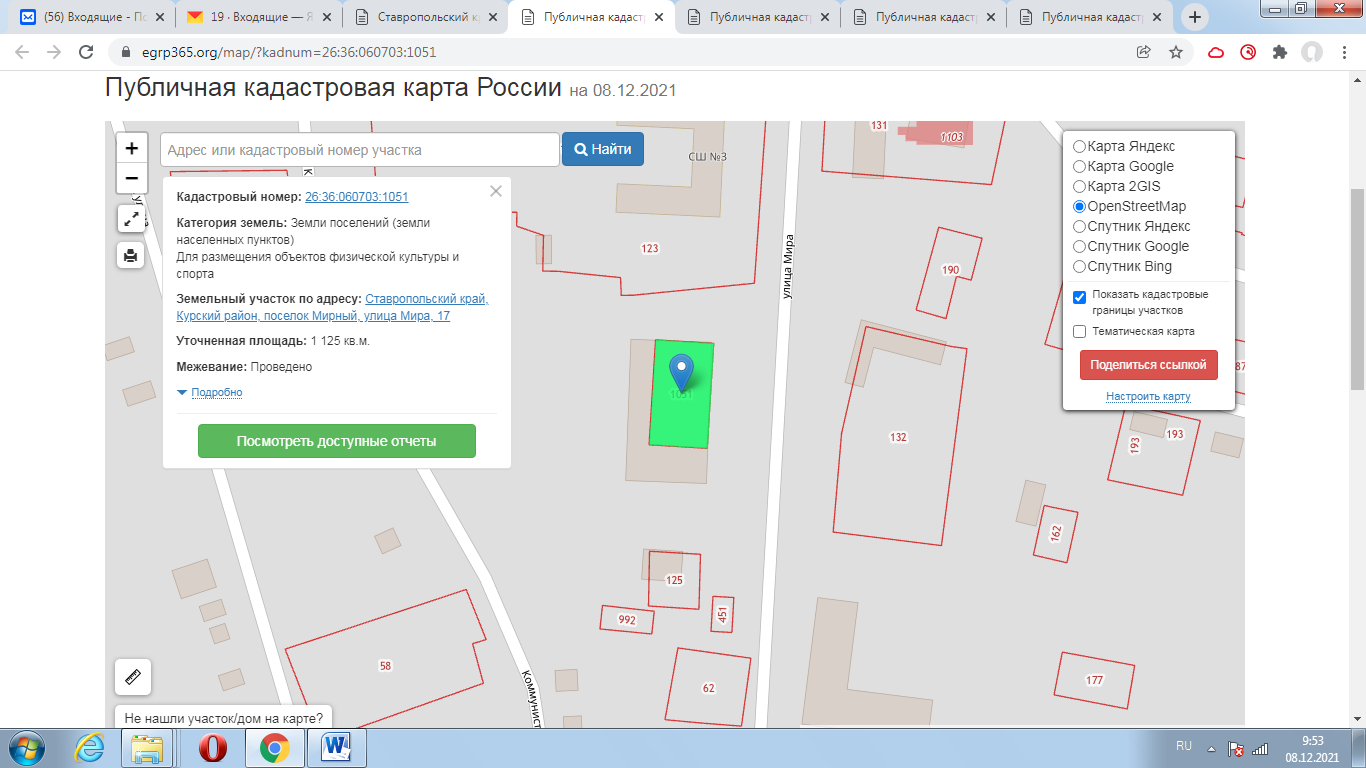 (56) Входящие - По
19 · Входящие — Я
Ставропольский к
Публичная кадаст
Публичная кадаст
Публичная кадаст
Публичная кадаст
egrp365.org/map/?kadnum=26:36:060703:1051
Публичная кадастровая карта России на 08.12.2021
Адрес или кадастровый номер участка
Найти
Кадастровый номер: 26:36:060703:1051
Категория земель: Земли поселений (земли
населенных пунктов)
Для размещения объектов физической культуры и
спорта
Земельный участок по адресу: Ставропольский край,
Курский район, поселок Мирный, улица Мира, 17
Уточненная площадь: 1 125 кв.м.
Межевание: Проведено
Подробно
Посмотреть доступные отчеты
Карта Яндекс
Карта Google
Карта 2GIS
OpenStreetMap
Спутник Яндекс
Спутник Google
Спутник Bing
Показать кадастровые
границы участков
Тематическая карта
Поделиться ссылкой
Настроить карту
СШ №3
131
1103
123
улица Мира
190
1051
132
193
193
87
162
125
992
451
58
62
177
Коммунист
Не нашли участок/дом на карте?
RU
9:53
08.12.2021